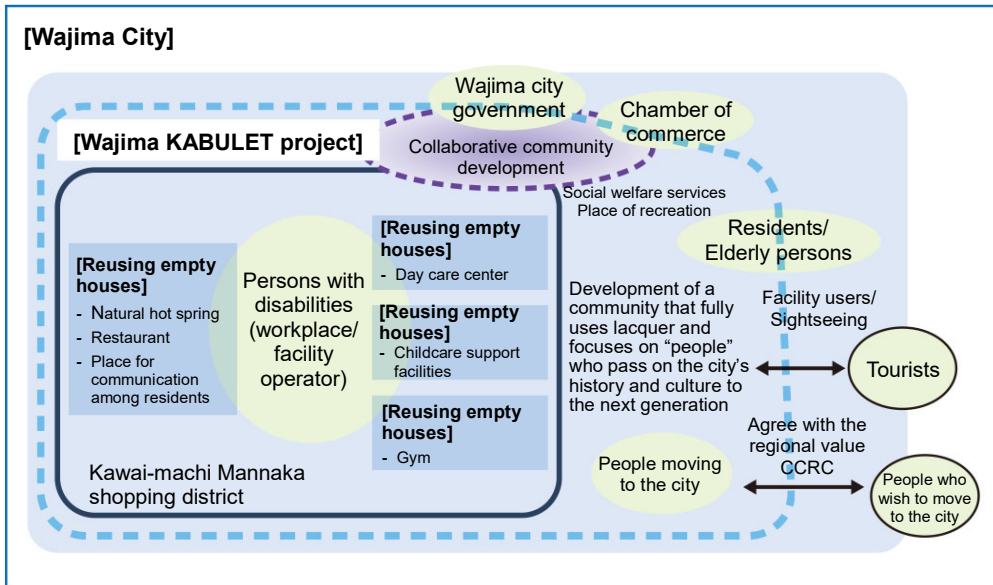 [Wajima City]
Wajima city
government
Chamber of
commerce
[Wajima KABULET project]
Collaborative community
development
Social welfare services
Place of recreation
Residents/
Elderly persons
[Reusing empty
houses]
- Natural hot spring
- Restaurant
- Place for
communication
among residents
Persons with
disabilities
(workplace/
facility
operator)
[Reusing empty
houses]
- Day care center
[Reusing empty
houses]
- Childcare support
facilities
[Reusing empty
houses]
- Gym
Kawai-machi Mannaka
shopping district
Development of a
community that fully
uses lacquer and
focuses on “people”
who pass on the city’s
history and culture to
the next generation
Facility users/
Sightseeing
Tourists
Agree with the
regional value
CCRC
People moving
to the city
People who
wish to move
to the city